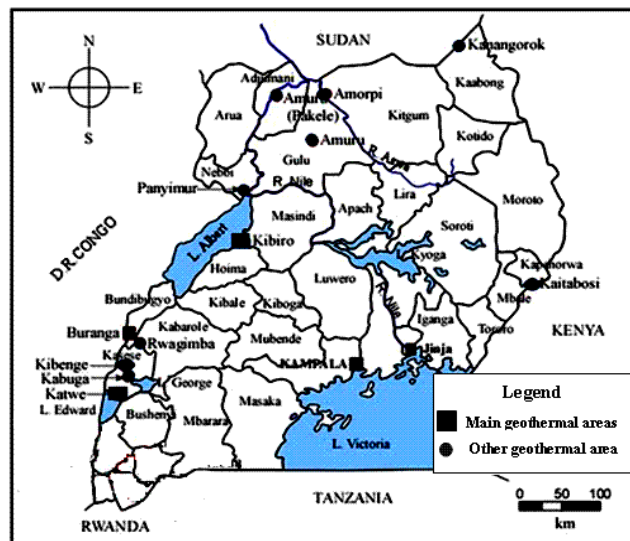 N
W E
S
SUDAN
Kanangorok
Kaabong
Adjumani
Arua
Amuru
(Pakele)
Amorpi
Kitgum
Kotido
Amuru
Gulu
R. Aswa
Nebbi
Panyimur
R. Nile
Moroto
Lira
Apach
Masindi
Soroti
L. Albert
Kibiro
Kyoga
D.R.CONGO
Hoima
Luwero
Kaitabosi
Mbale
Bundibugyo
Kibale
Kiboga
R. Nile
Iganga
Tororo
Buranga
Kabarole
Rwagimba
Mubende
KENYA
Kibenge
Kasese
KAMPALA
Jinja
Kabuga
George
Katwe
Masaka
L. Edward
Mbarara
L. Victoria
Legend
Main geothermal areas
Other geothermal area
TANZANIA
RWANDA
0 50 100
km